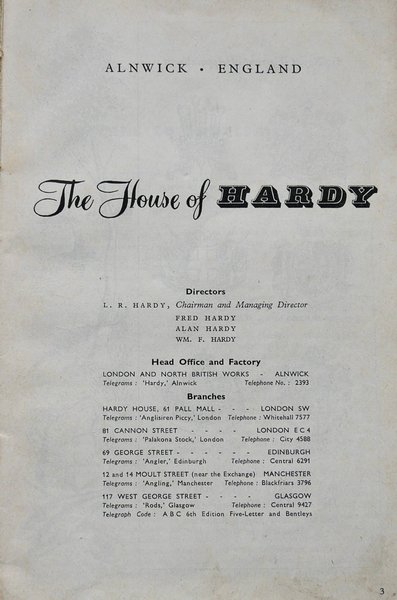 ALNWICK • ENGLAND
The House of HARDY
Directors
L. R. HARDY, Chairman and Managing Director
FRED HARDY
ALAN HARDY
WM. F. HARDY
Head Office and Factory
LONDON AND NORTH BRITISH WORKS - ALNWICK
Telegrams : 'Hardy,' Alnwick Telephone No. : 2393
Branches
HARDY HOUSE, 61 PALL MALL - - - LONDON SW
Telegrams : 'Anglisiren Piccy,' London Telephone : Whitehall 7577
81 CANNON STREET - - - - - LONDON EC4
Telegrams : 'Palakona Stock,' London Telephone : City 4588
69 GEORGE STREET - - - - - - EDINBURGH
Telegrams : 'Angler,' Edinburgh Telephone : Central 6291
12 and 14 MOULT STREET (near the Exchange) MANCHESTER
Telegrams : 'Angling,' Manchester Telephone : Blackfriars 3796
117 WEST GEORGE STREET - - - - GLASGOW
Telegrams : 'Rods,' Glasgow Telephone : Central 9427
Telegraph Code : ABC 6th Edition Five-Letter and Bentleys
3